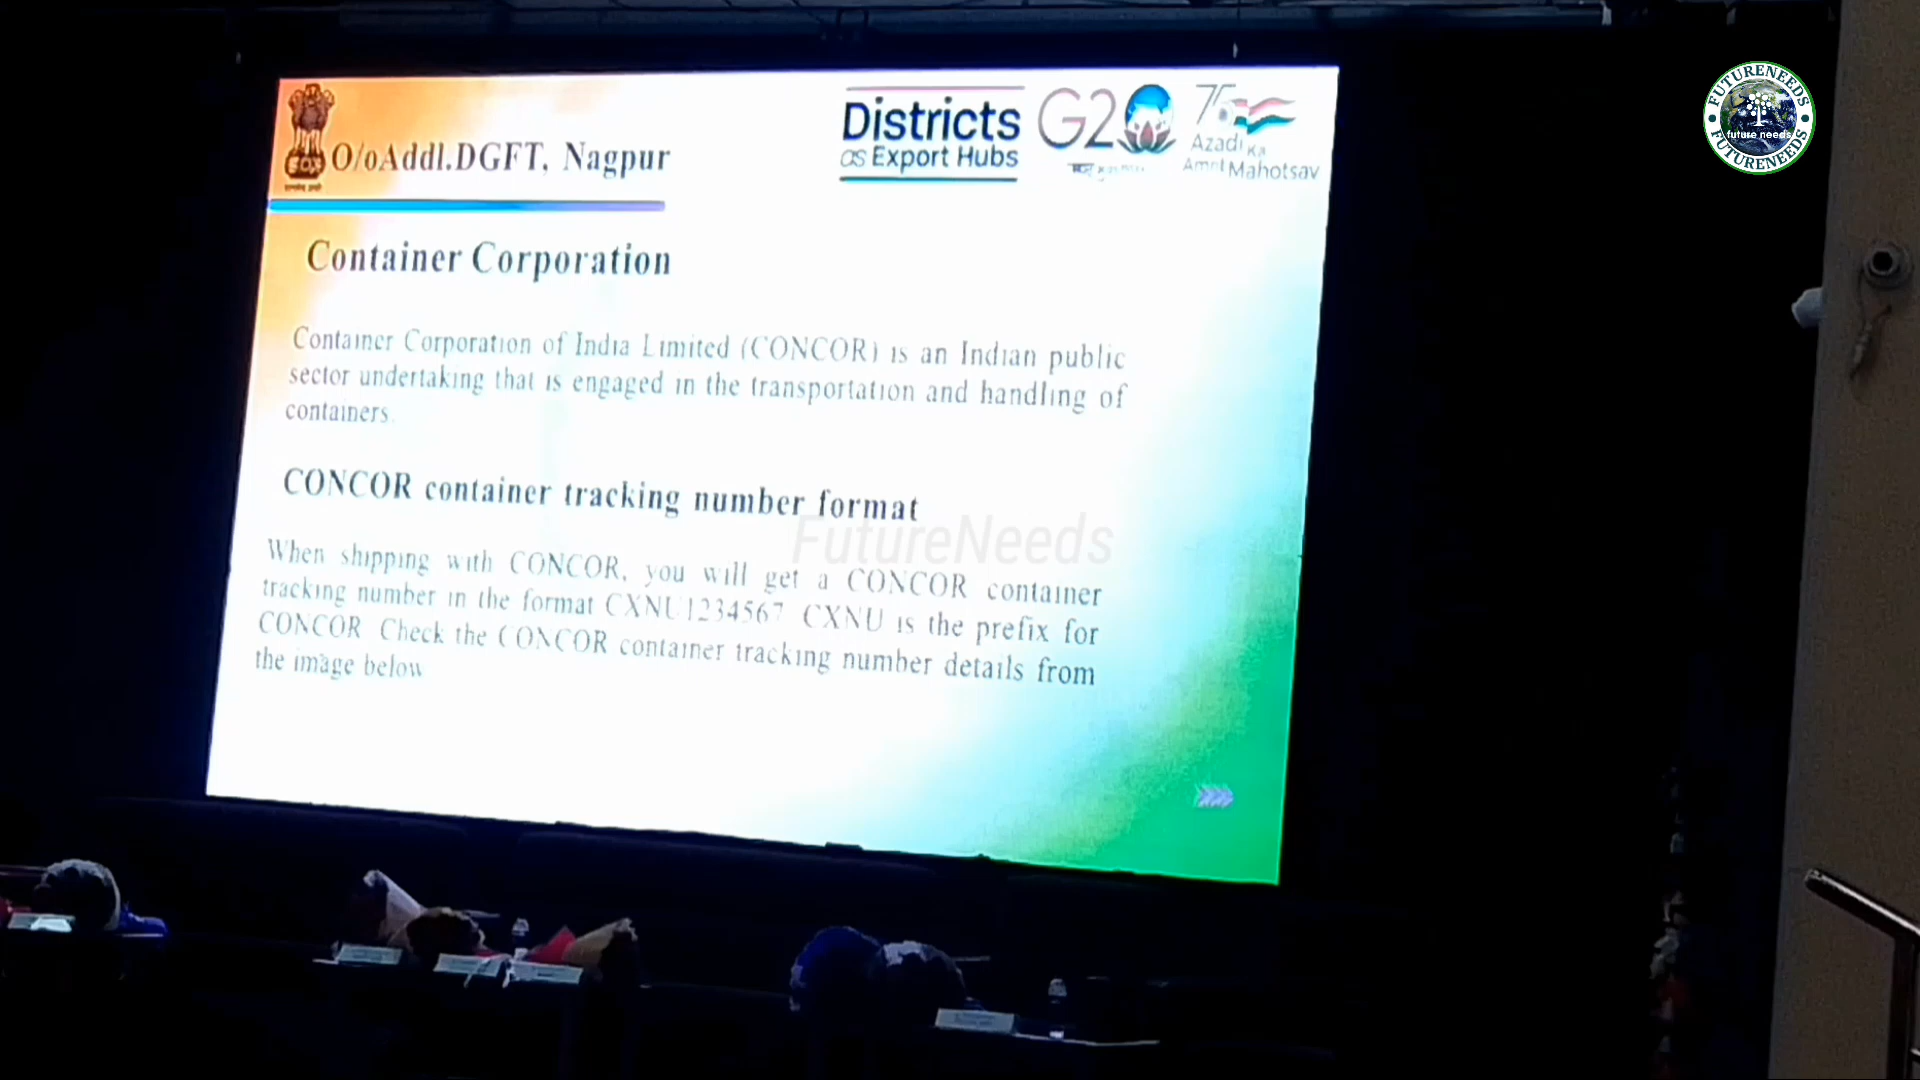 O/oAddl.DGFT, Nagpur
Districts
as Export Hubs
G20
75
Azadi Ka
Amrit Mahotsav
FUTURENEEDS
future needs
FUTURENEEDS
Container Corporation
Container Corporation of India Limited (CONCOR) is an Indian public
sector undertaking that is engaged in the transportation and handling of
containers.
CONCOR container tracking number format
FutureNeeds
When shipping with CONCOR, you will get a CONCOR container
tracking number in the format CXNU1234567 CXNU is the prefix for
CONCOR Check the CONCOR container tracking number details from
the image below